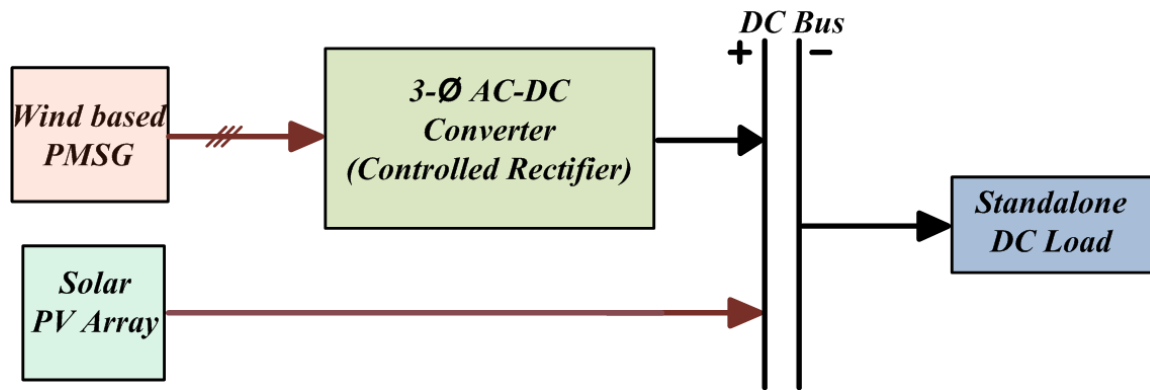 DC Bus
+ −
Wind based
PMSG
3-Ø AC-DC
Converter
(Controlled Rectifier)
Standalone
DC Load
Solar
PV Array